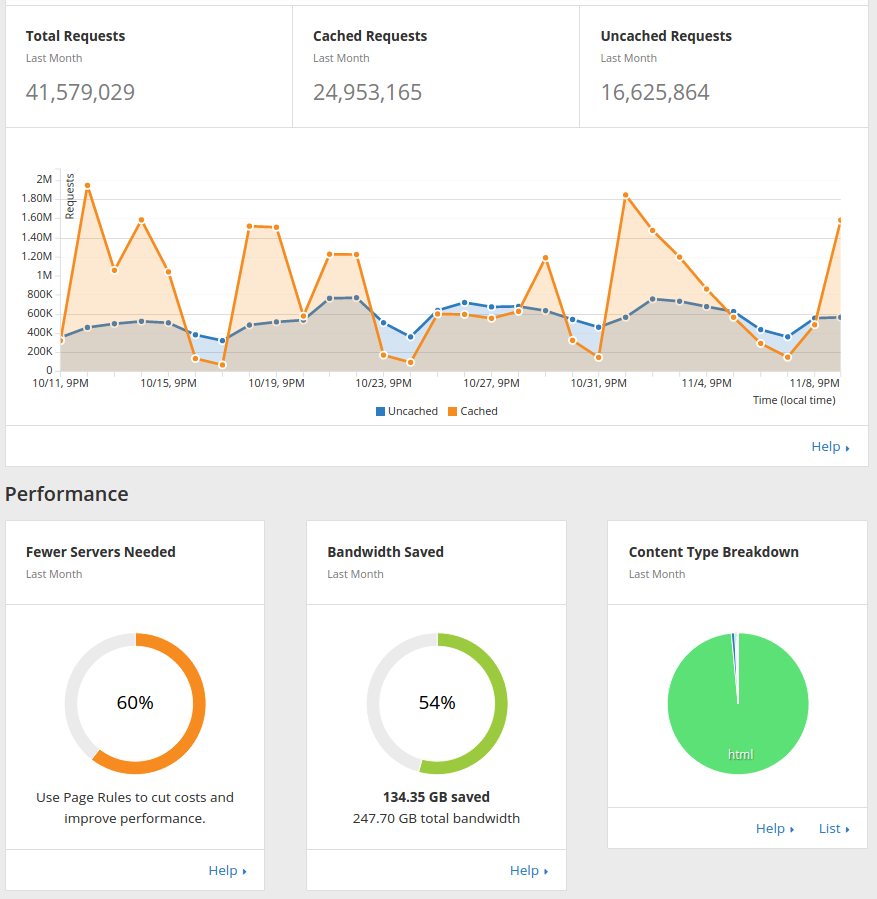 Total Requests
Last Month
41,579,029
Cached Requests
Last Month
24,953,165
Uncached Requests
Last Month
16,625,864
Requests
2M
1.80M
1.60M
1.40M
1.20M
1M
800K
600K
400K
200K
0
10/11, 9PM 10/15, 9PM 10/19, 9PM 10/23, 9PM 10/27, 9PM 10/31, 9PM 11/4, 9PM 11/8, 9PM
Time (local time)
Uncached Cached
Help
Performance
Fewer Servers Needed
Last Month
60%
Use Page Rules to cut costs and
improve performance.
Help
Bandwidth Saved
Last Month
54%
134.35 GB saved
247.70 GB total bandwidth
Help
Content Type Breakdown
Last Month
html
Help List